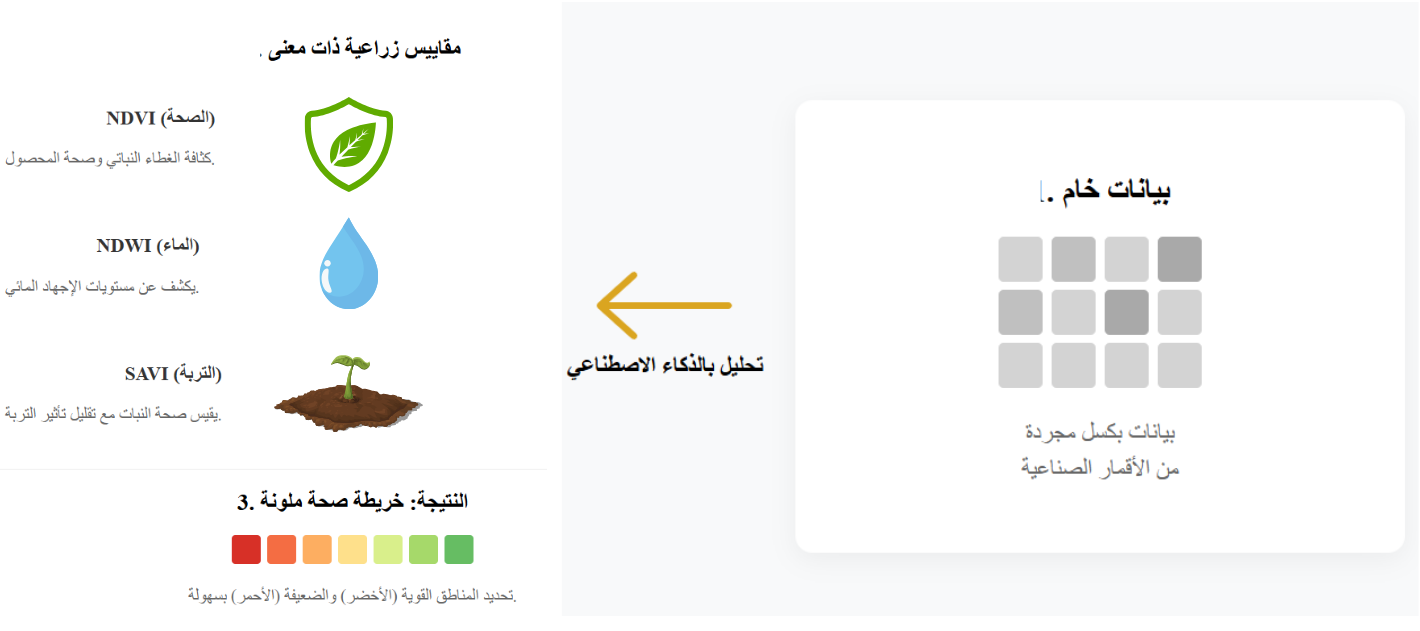 بيانات خام .1
بيانات بكسل مجردة
من الأقمار الصناعية
تحليل بالذكاء الاصطناعي
مقاييس زراعية ذات معنى .
NDVI (الصحة)
كثافة الغطاء النباتي وصحة المحصول.
NDWI (الماء)
يكشف عن مستويات الإجهاد المائي.
SAVI (التربة)
يقيس صحة النبات مع تقليل تأثير التربة.
النتيجة: خريطة صحة ملونة .3
تحديد المناطق القوية (الأخضر) والضعيفة (الأحمر) بسهولة.